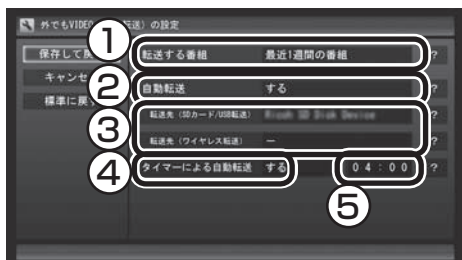 外でもVIDEO 転送）の設定
① 転送する番組 最近1週間の番組 ?
保存して戻
② 自動転送 する ?
キャンセ
標準に戻
③ 転送先（SDカード/USB転送） ?
転送先（ワイヤレス転送） － ?
④ タイマーによる自動転送 する 04:00 ?
⑤